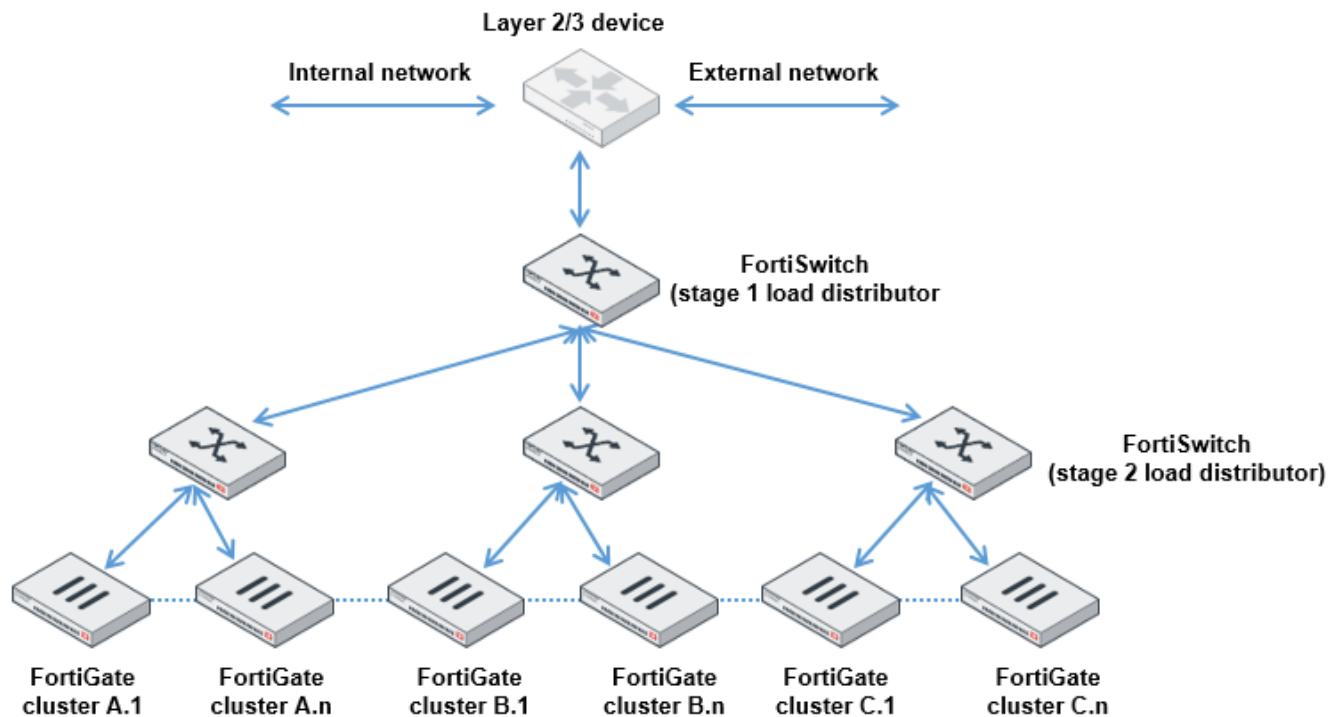 Layer 2/3 device
Internal network
External network
FortiSwitch
(stage 1 load distributor
FortiSwitch
(stage 2 load distributor)
FortiGate
cluster A.1
FortiGate
cluster A.n
FortiGate
cluster B.1
FortiGate
cluster B.n
FortiGate
cluster C.1
FortiGate
cluster C.n